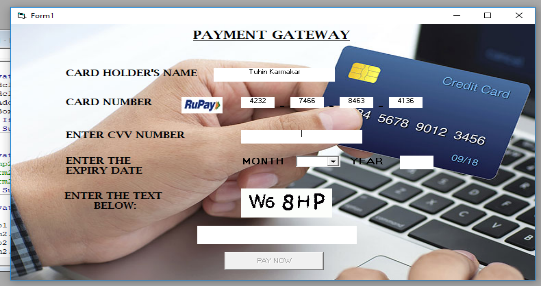 Form1
PAYMENT GATEWAY
CARD HOLDER'S NAME Tuhin Karmakar
CARD NUMBER RuPay 4232 - 7466 - 8463 - 4136
ENTER CVV NUMBER
ENTER THE EXPIRY DATE MONTH YEAR
ENTER THE TEXT BELOW:
W6 8HP
PAY NOW
Credit Card
34 5678 9012 3456
09/18